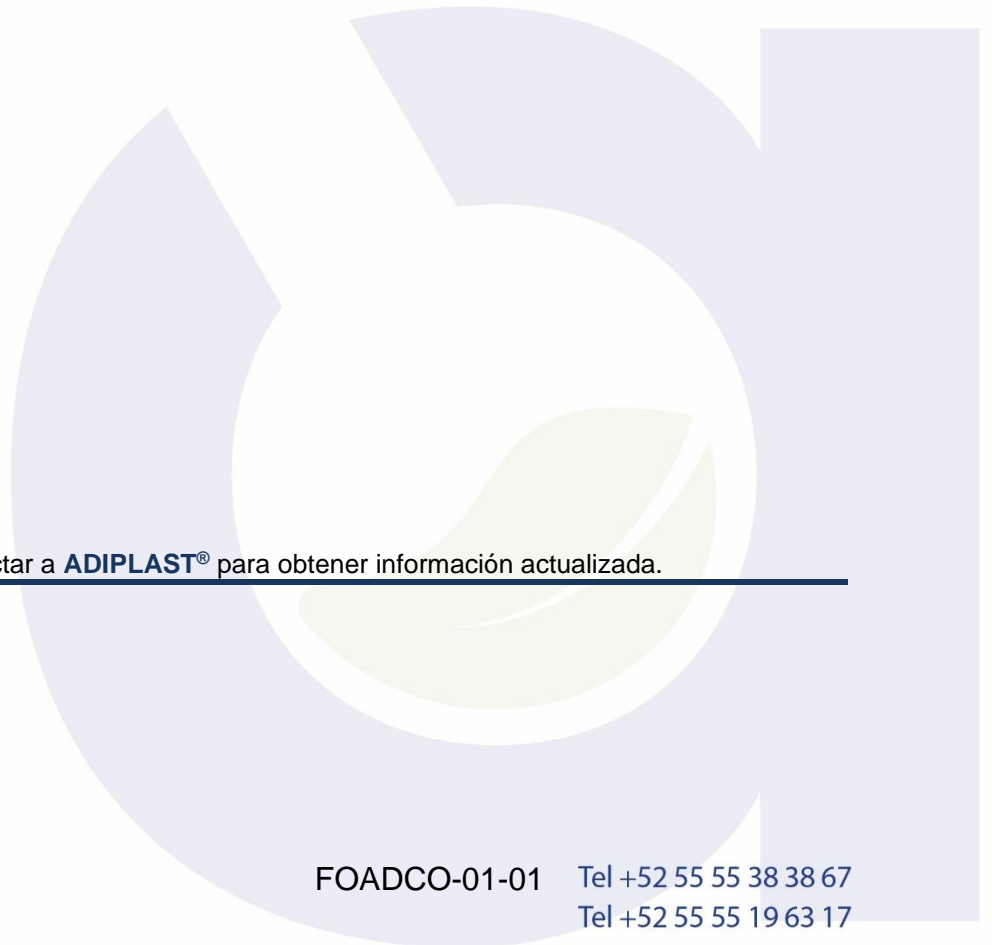 ctar a ADIPLAST® para obtener información actualizada.
FOADCO-01-01 Tel +52 55 55 38 38 67
Tel +52 55 55 19 63 17